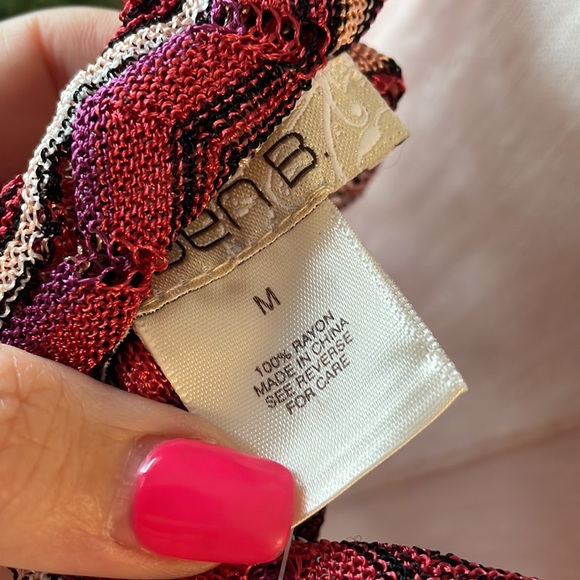 B.
M
100% RAYON
MADE IN CHINA
SEE REVERSE
FOR CARE